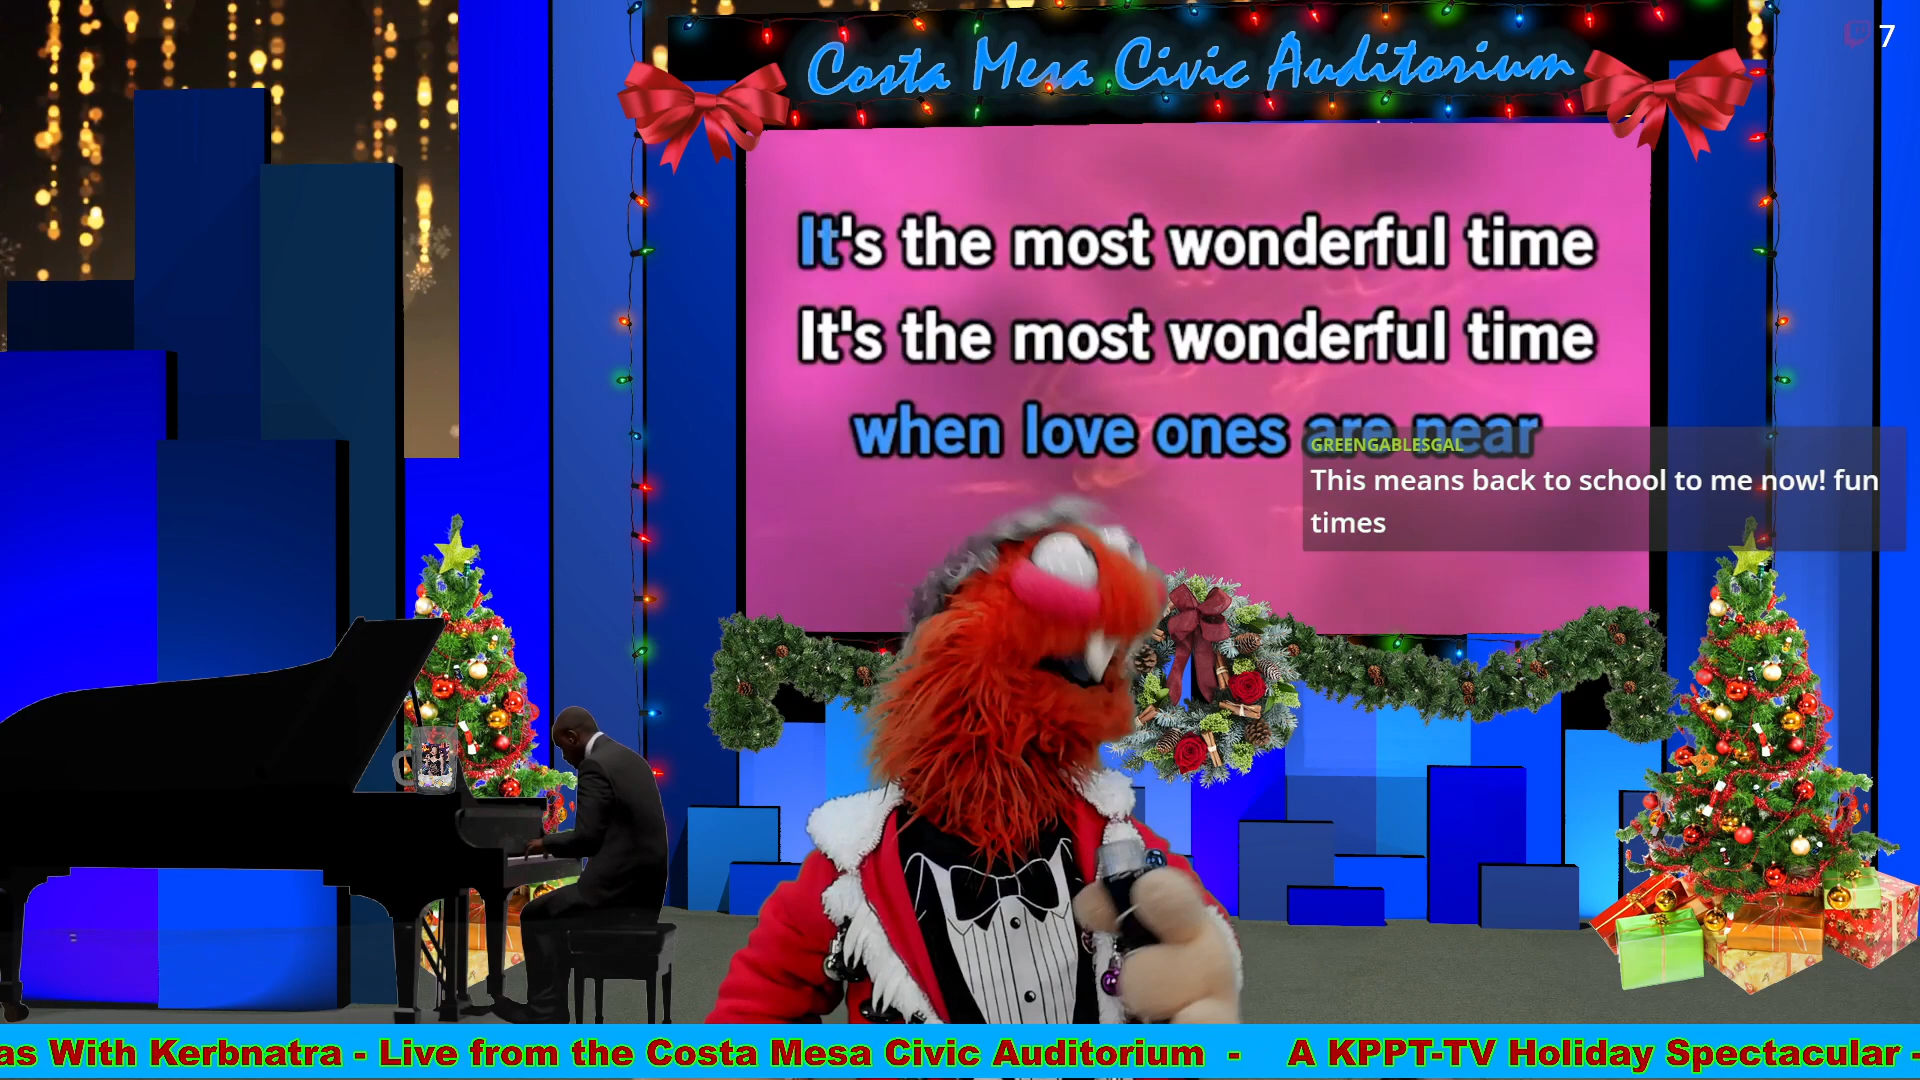 Costa Mesa Civic Auditorium
7
It's the most wonderful time
It's the most wonderful time
when love ones are near
GREENGABLESGAL
This means back to school to me now! fun
times
as With Kerbnatra - Live from the Costa Mesa Civic Auditorium - A KPPT-TV Holiday Spectacular -